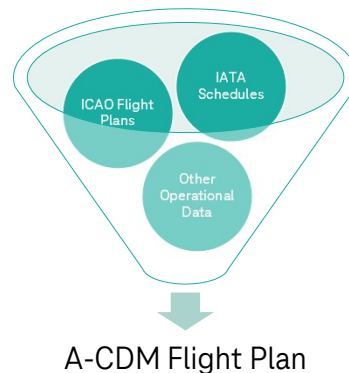 IATA
Schedules
ICAO Flight
Plans
Other
Operational
Data
A-CDM Flight Plan